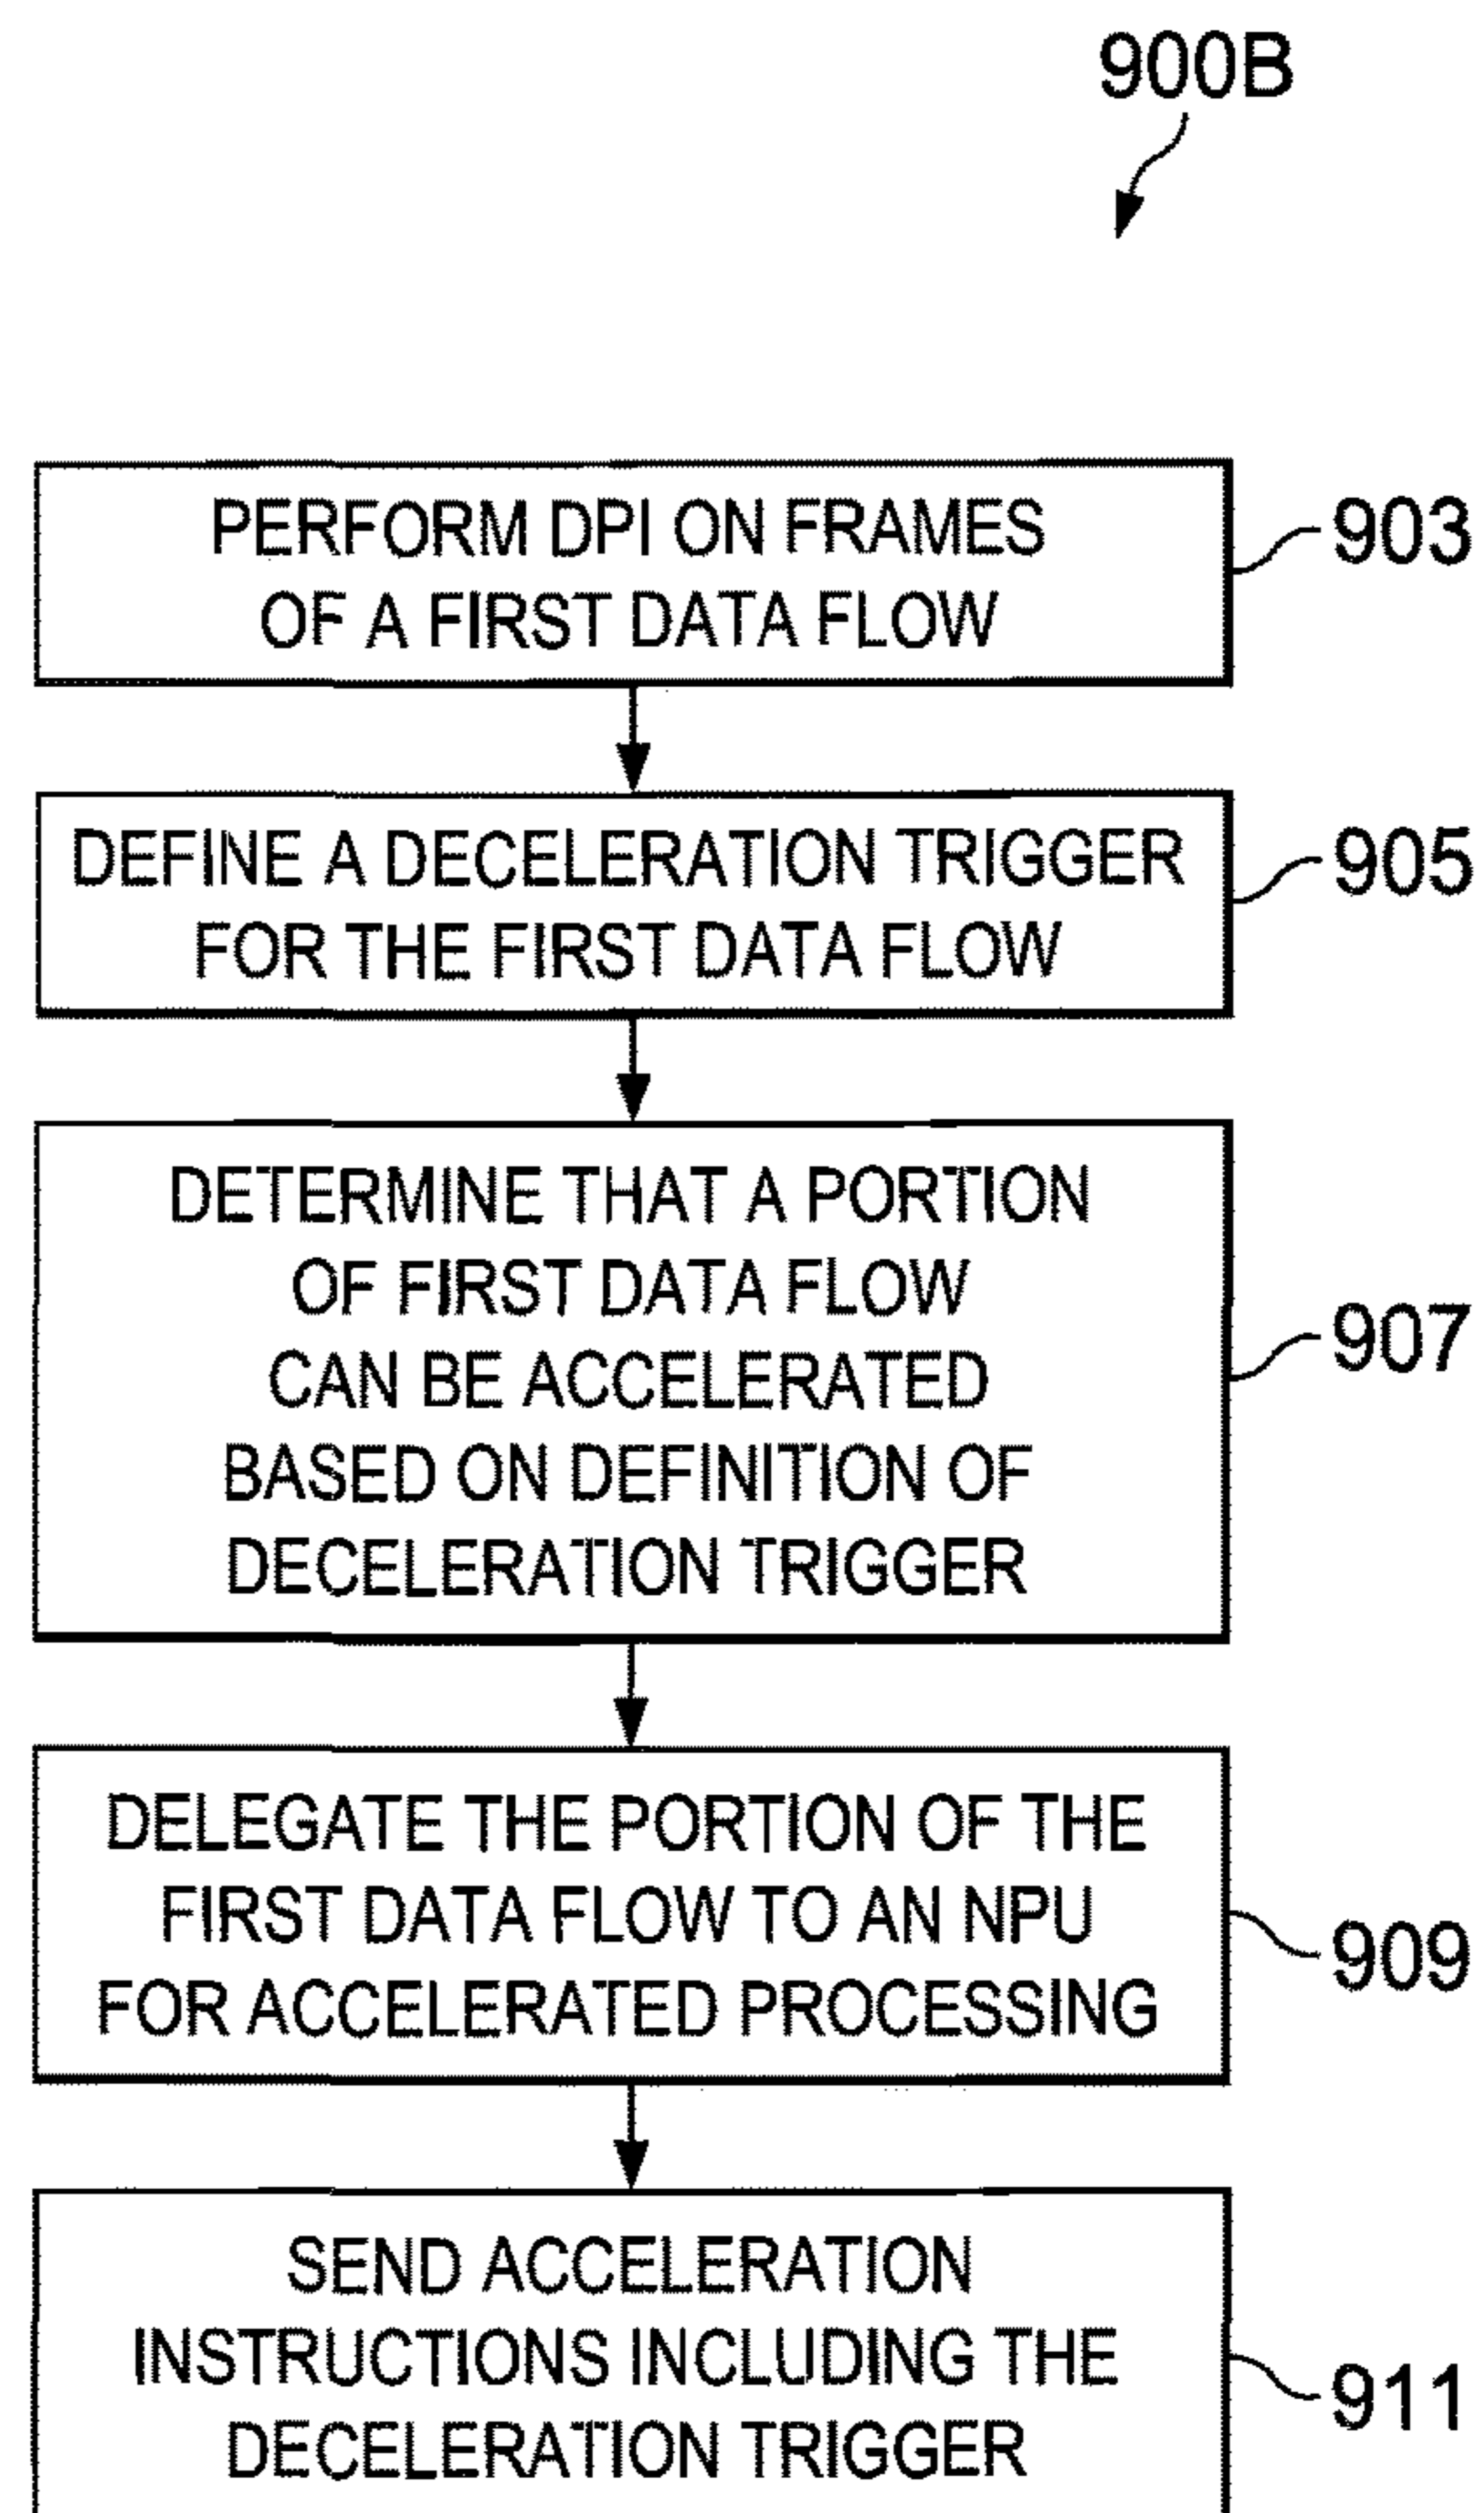 900B
PERFORM DPI ON FRAMES
OF A FIRST DATA FLOW
903
DEFINE A DECELERATION TRIGGER
FOR THE FIRST DATA FLOW
905
DETERMINE THAT A PORTION
OF FIRST DATA FLOW
CAN BE ACCELERATED
BASED ON DEFINITION OF
DECELERATION TRIGGER
907
DELEGATE THE PORTION OF THE
FIRST DATA FLOW TO AN NPU
FOR ACCELERATED PROCESSING
909
SEND ACCELERATION
INSTRUCTIONS INCLUDING THE
DECELERATION TRIGGER
911